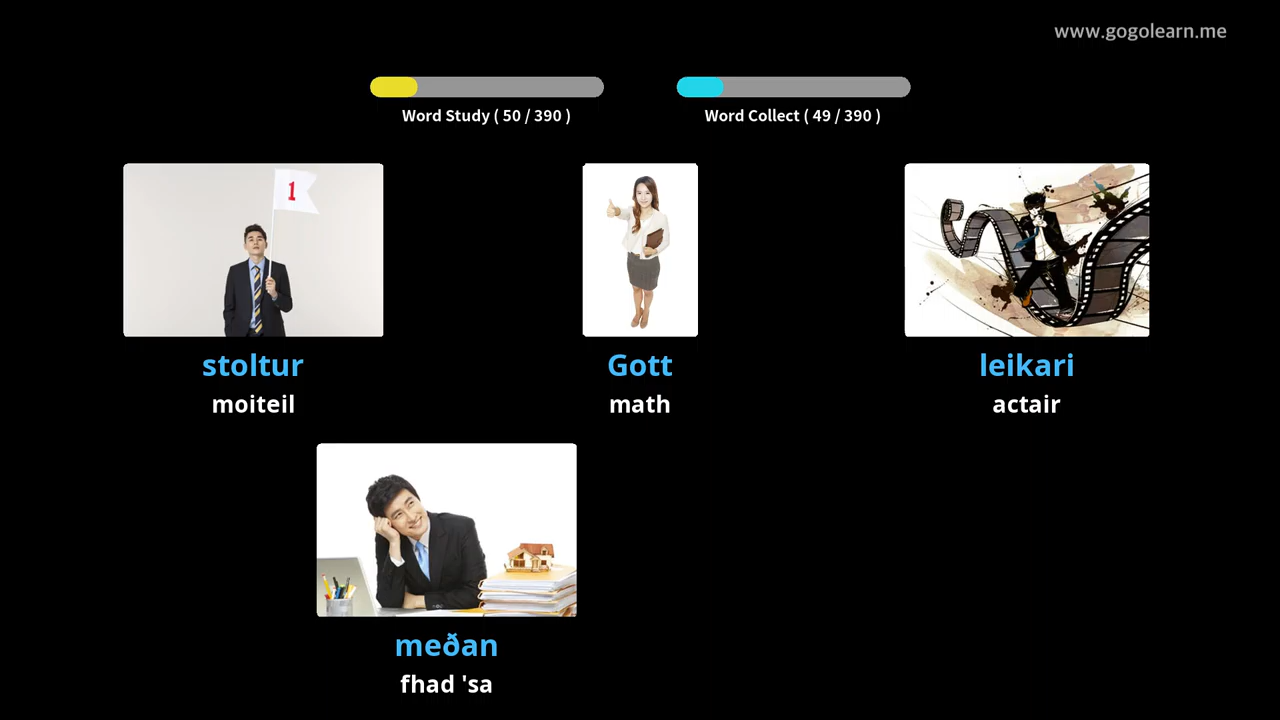 www.gogolearn.me
Word Study ( 50 / 390 )
Word Collect ( 49 / 390 )
1
stoltur
moiteil
Gott
math
leikari
actair
meðan
fhad 'sa